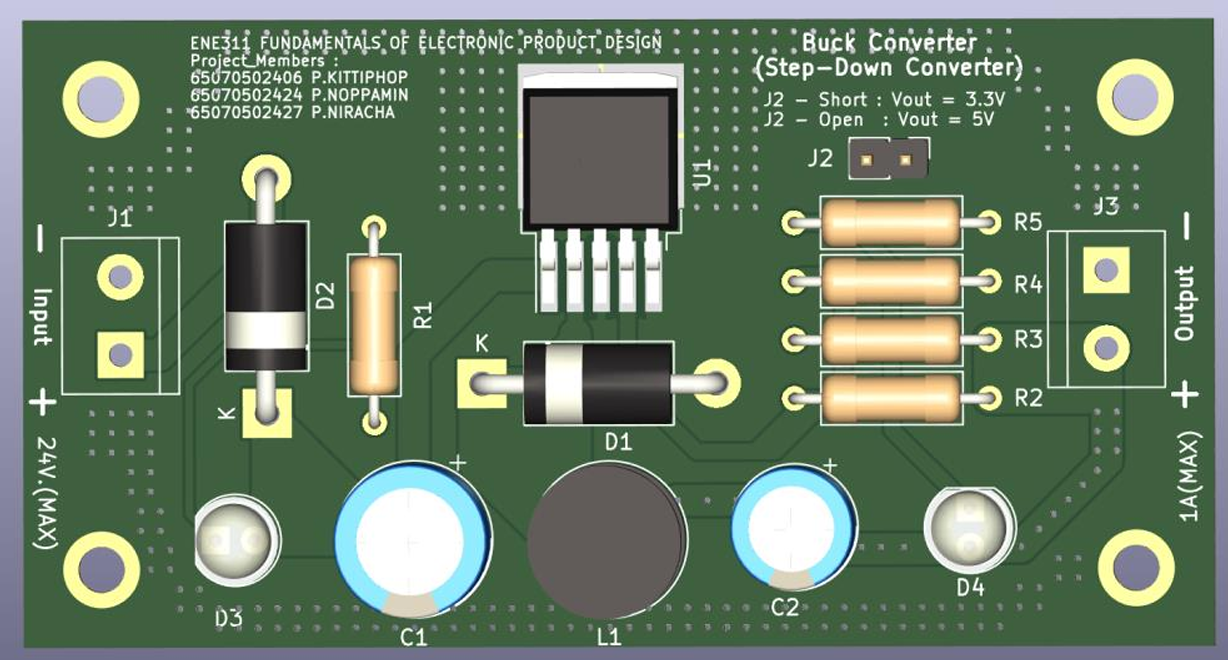 ENE311 FUNDAMENTALS OF ELECTRONIC PRODUCT DESIGN
Project Members :
65070502406 P.KITTIPHOP
65070502424 P.NOPPAMIN
65070502427 P.NIRACHA
Buck Converter
(Step-Down Converter)
J2 - Short : Vout = 3.3V
J2 - Open : Vout = 5V
J2
U1
J1
-
Input
+
24V.(MAX)
D2
K
R1
K
D1
R5
R4
R3
R2
J3
-
Output
+
1A(MAX)
+
+
D3
C1
L1
C2
D4